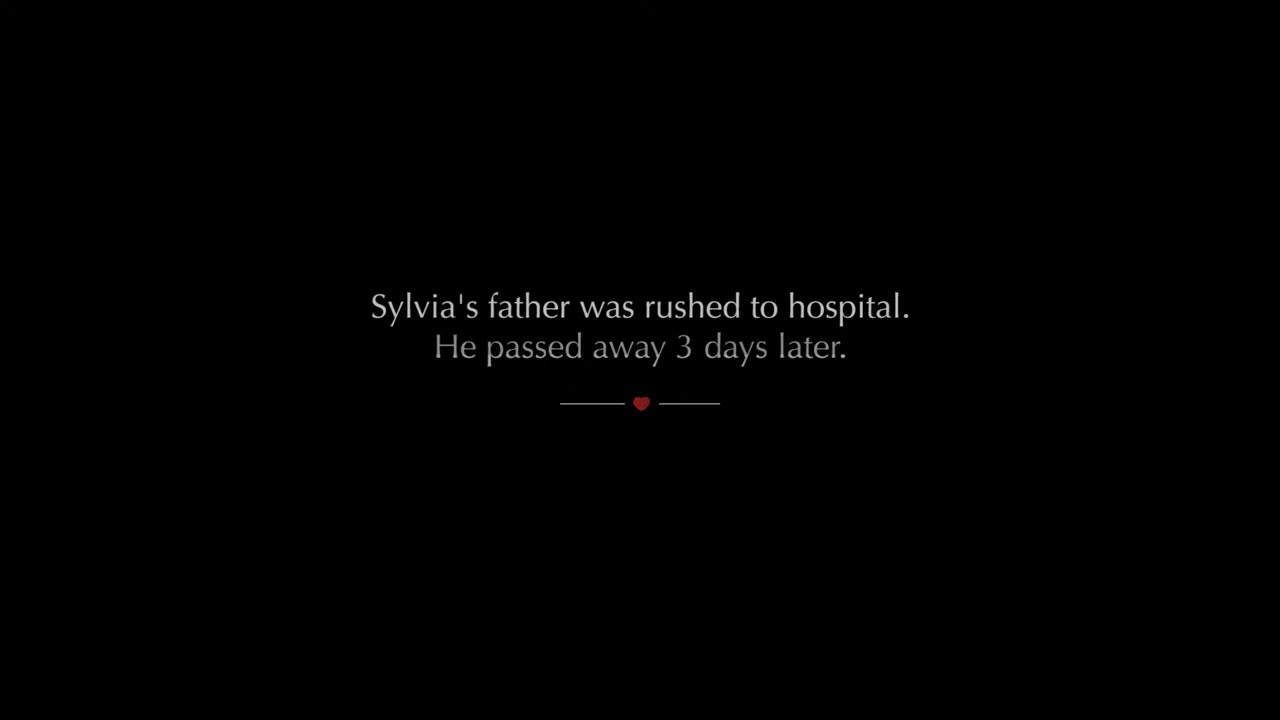 Sylvia's father was rushed to hospital.
He passed away 3 days later.